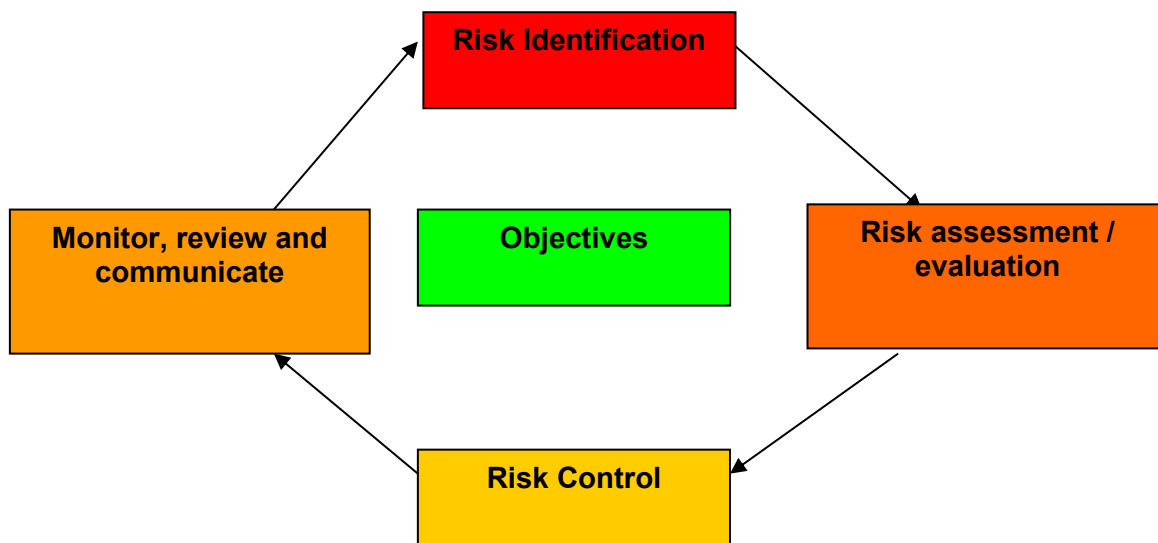 Risk Identification
Monitor, review and
communicate
Objectives
Risk assessment /
evaluation
Risk Control